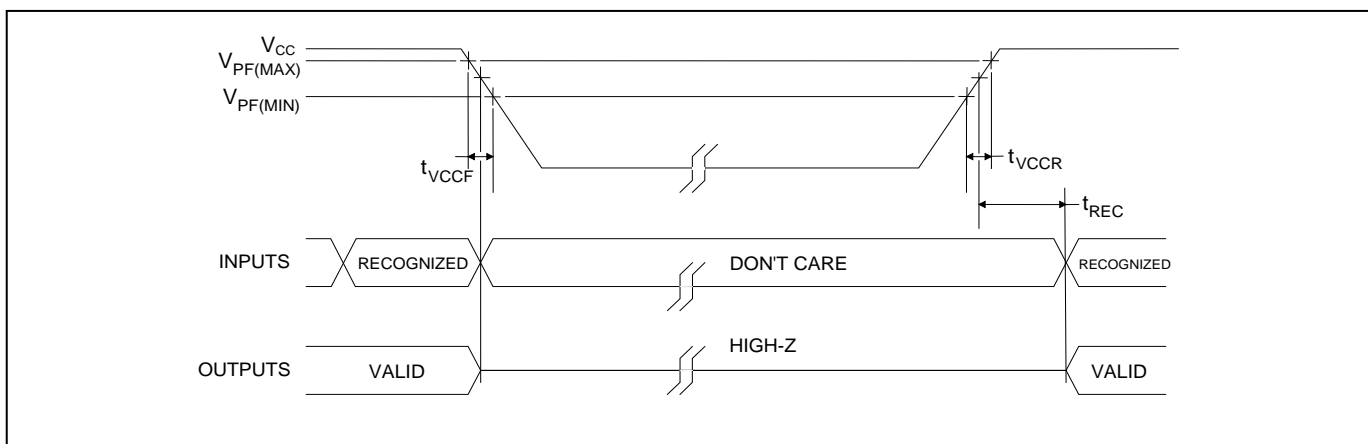 VCC
VPF(MAX)
VPF(MIN)
tVCCF
tVCCR
tREC
INPUTS
RECOGNIZED
DON'T CARE
RECOGNIZED
HIGH-Z
OUTPUTS
VALID
VALID